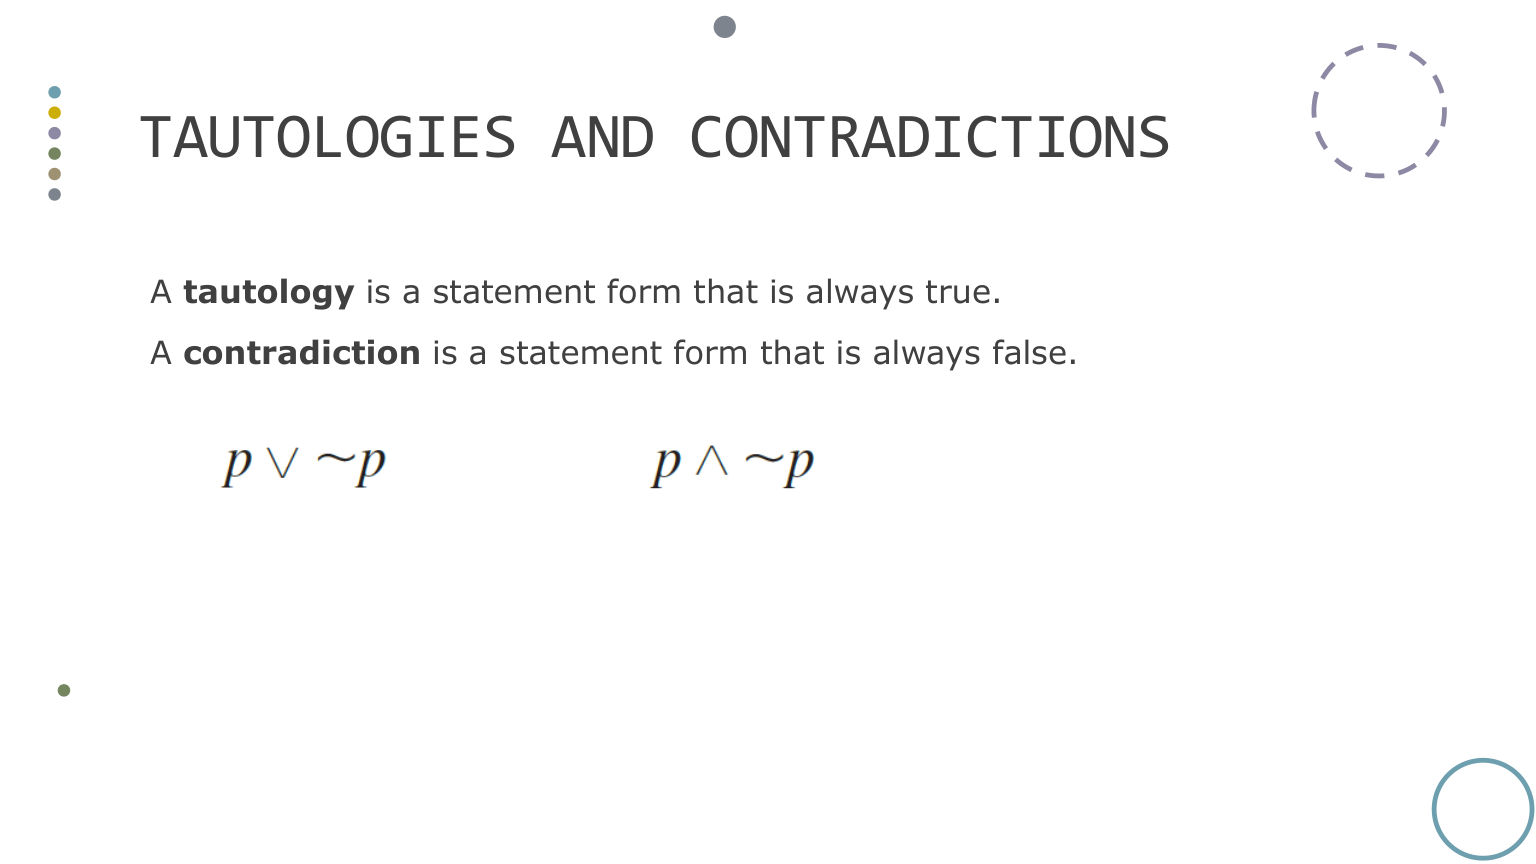 TAUTOLOGIES AND CONTRADICTIONS
A tautology is a statement form that is always true.
A contradiction is a statement form that is always false.
p ∨ ~p p ∧ ~p